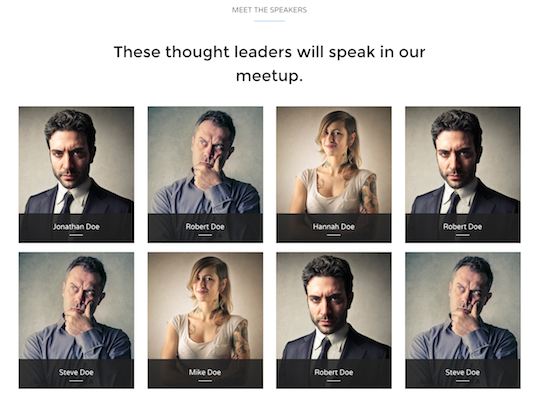 MEET THE SPEAKERS
These thought leaders will speak in our
meetup.
Jonathan Doe
Robert Doe
Hannah Doe
Robert Doe
Steve Doe
Mike Doe
Robert Doe
Steve Doe